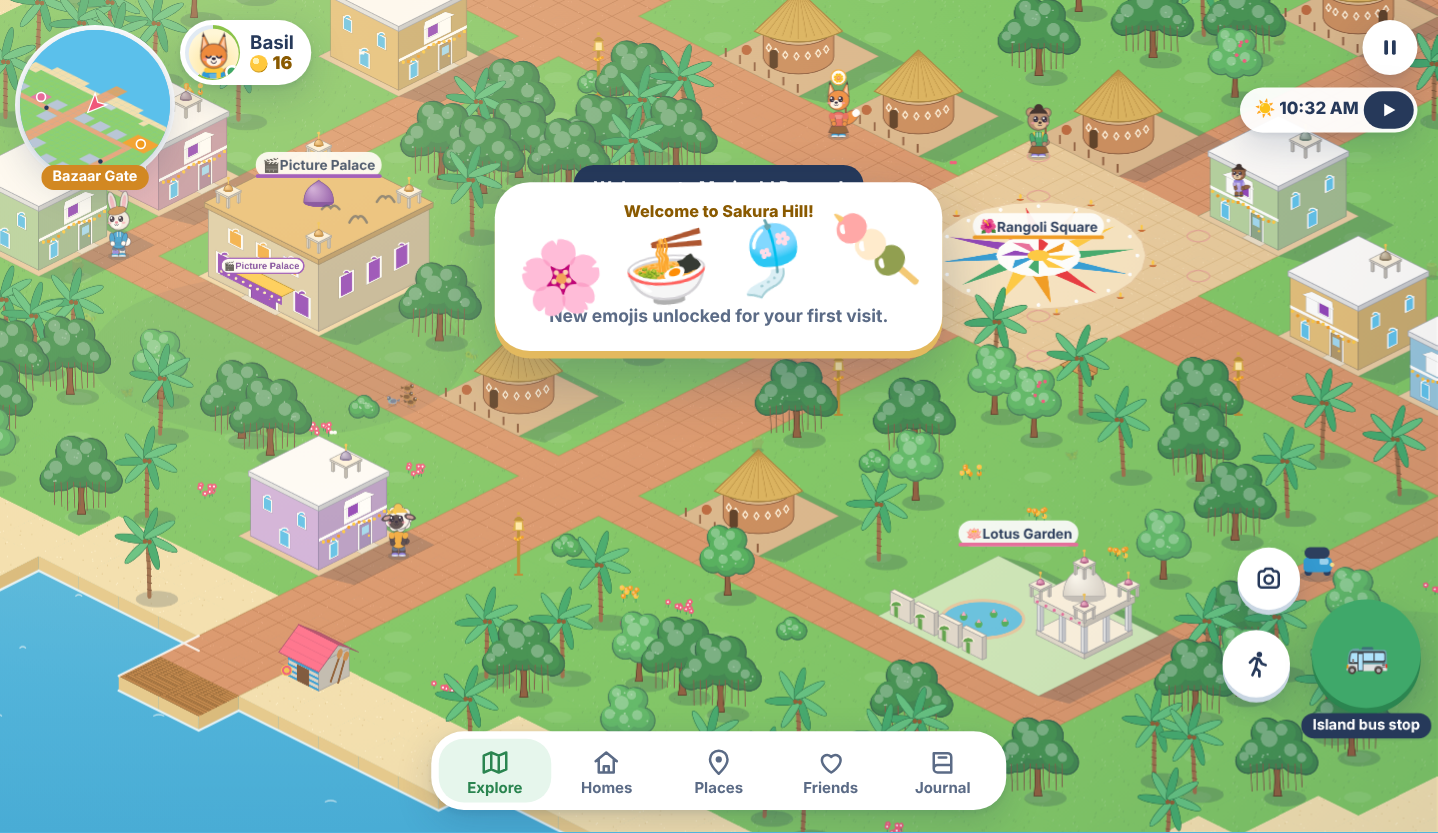 Basil
16
10:32 AM
Bazaar Gate
Picture Palace
Picture Palace
Welcome to Sakura Hill!
New emojis unlocked for your first visit.
Rangoli Square
Lotus Garden
Island bus stop
Explore
Homes
Places
Friends
Journal